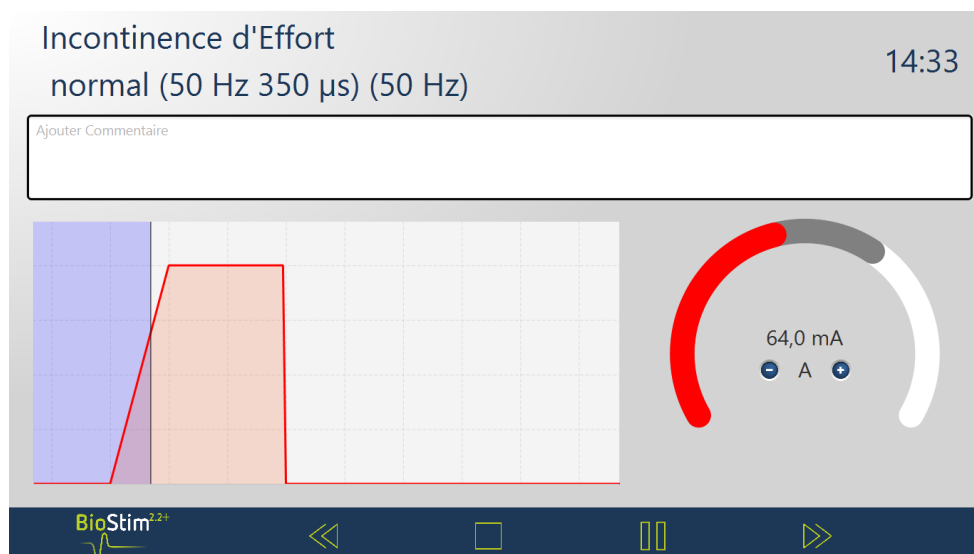 Incontinence d'Effort
normal (50 Hz 350 µs) (50 Hz)
14:33
Ajouter Commentaire
64,0 mA
A
BioStim2.2+